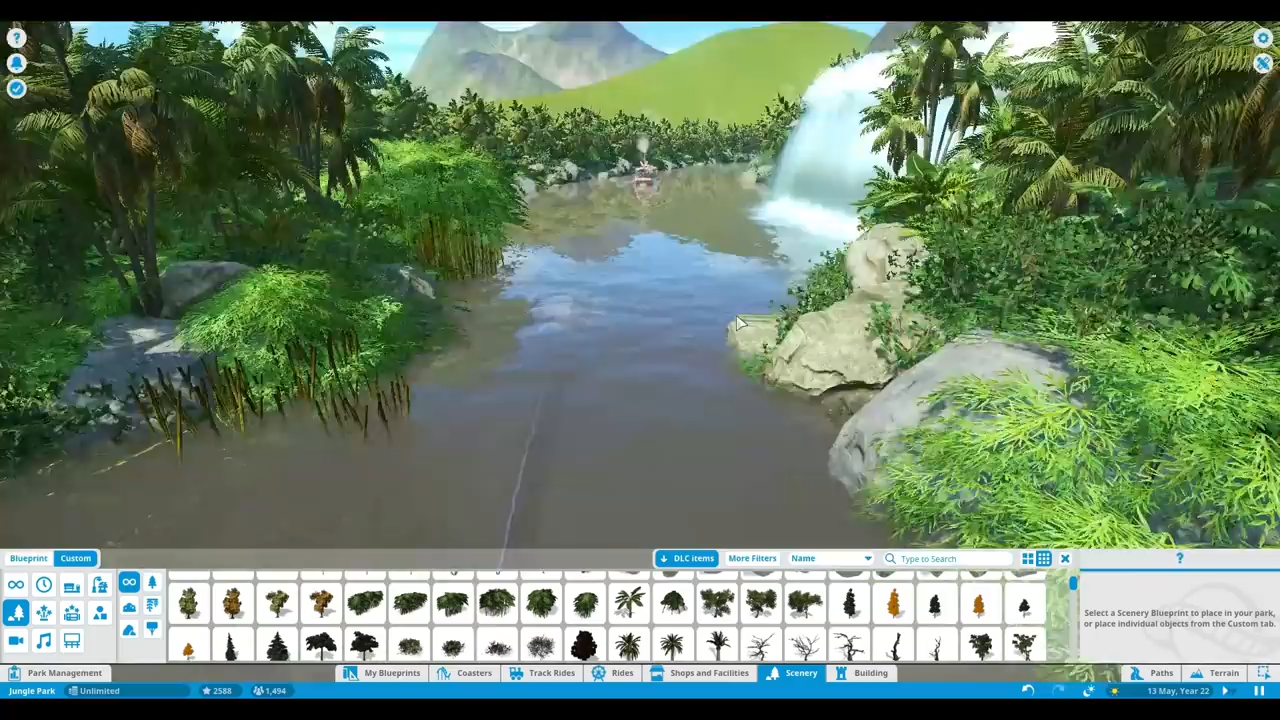 Blueprint Custom DLC items More Filters Name Type to Search
Select a Scenery Blueprint to place in your park,
or place individual objects from the Custom tab.
Park Management My Blueprints Coasters Track Rides Rides Shops and Facilities Scenery Building Paths Terrain
Jungle Park Unlimited 2588 1,494 13 May, Year 22